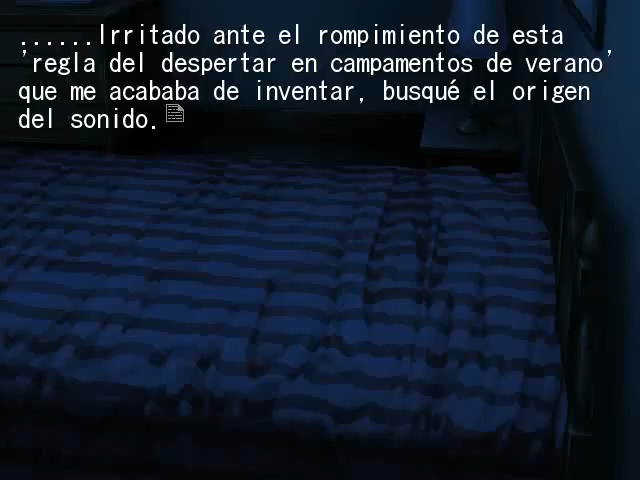 ......Irritado ante el rompimiento de esta
'regla del despertar en campamentos de verano'
que me acababa de inventar, busqué el origen
del sonido.